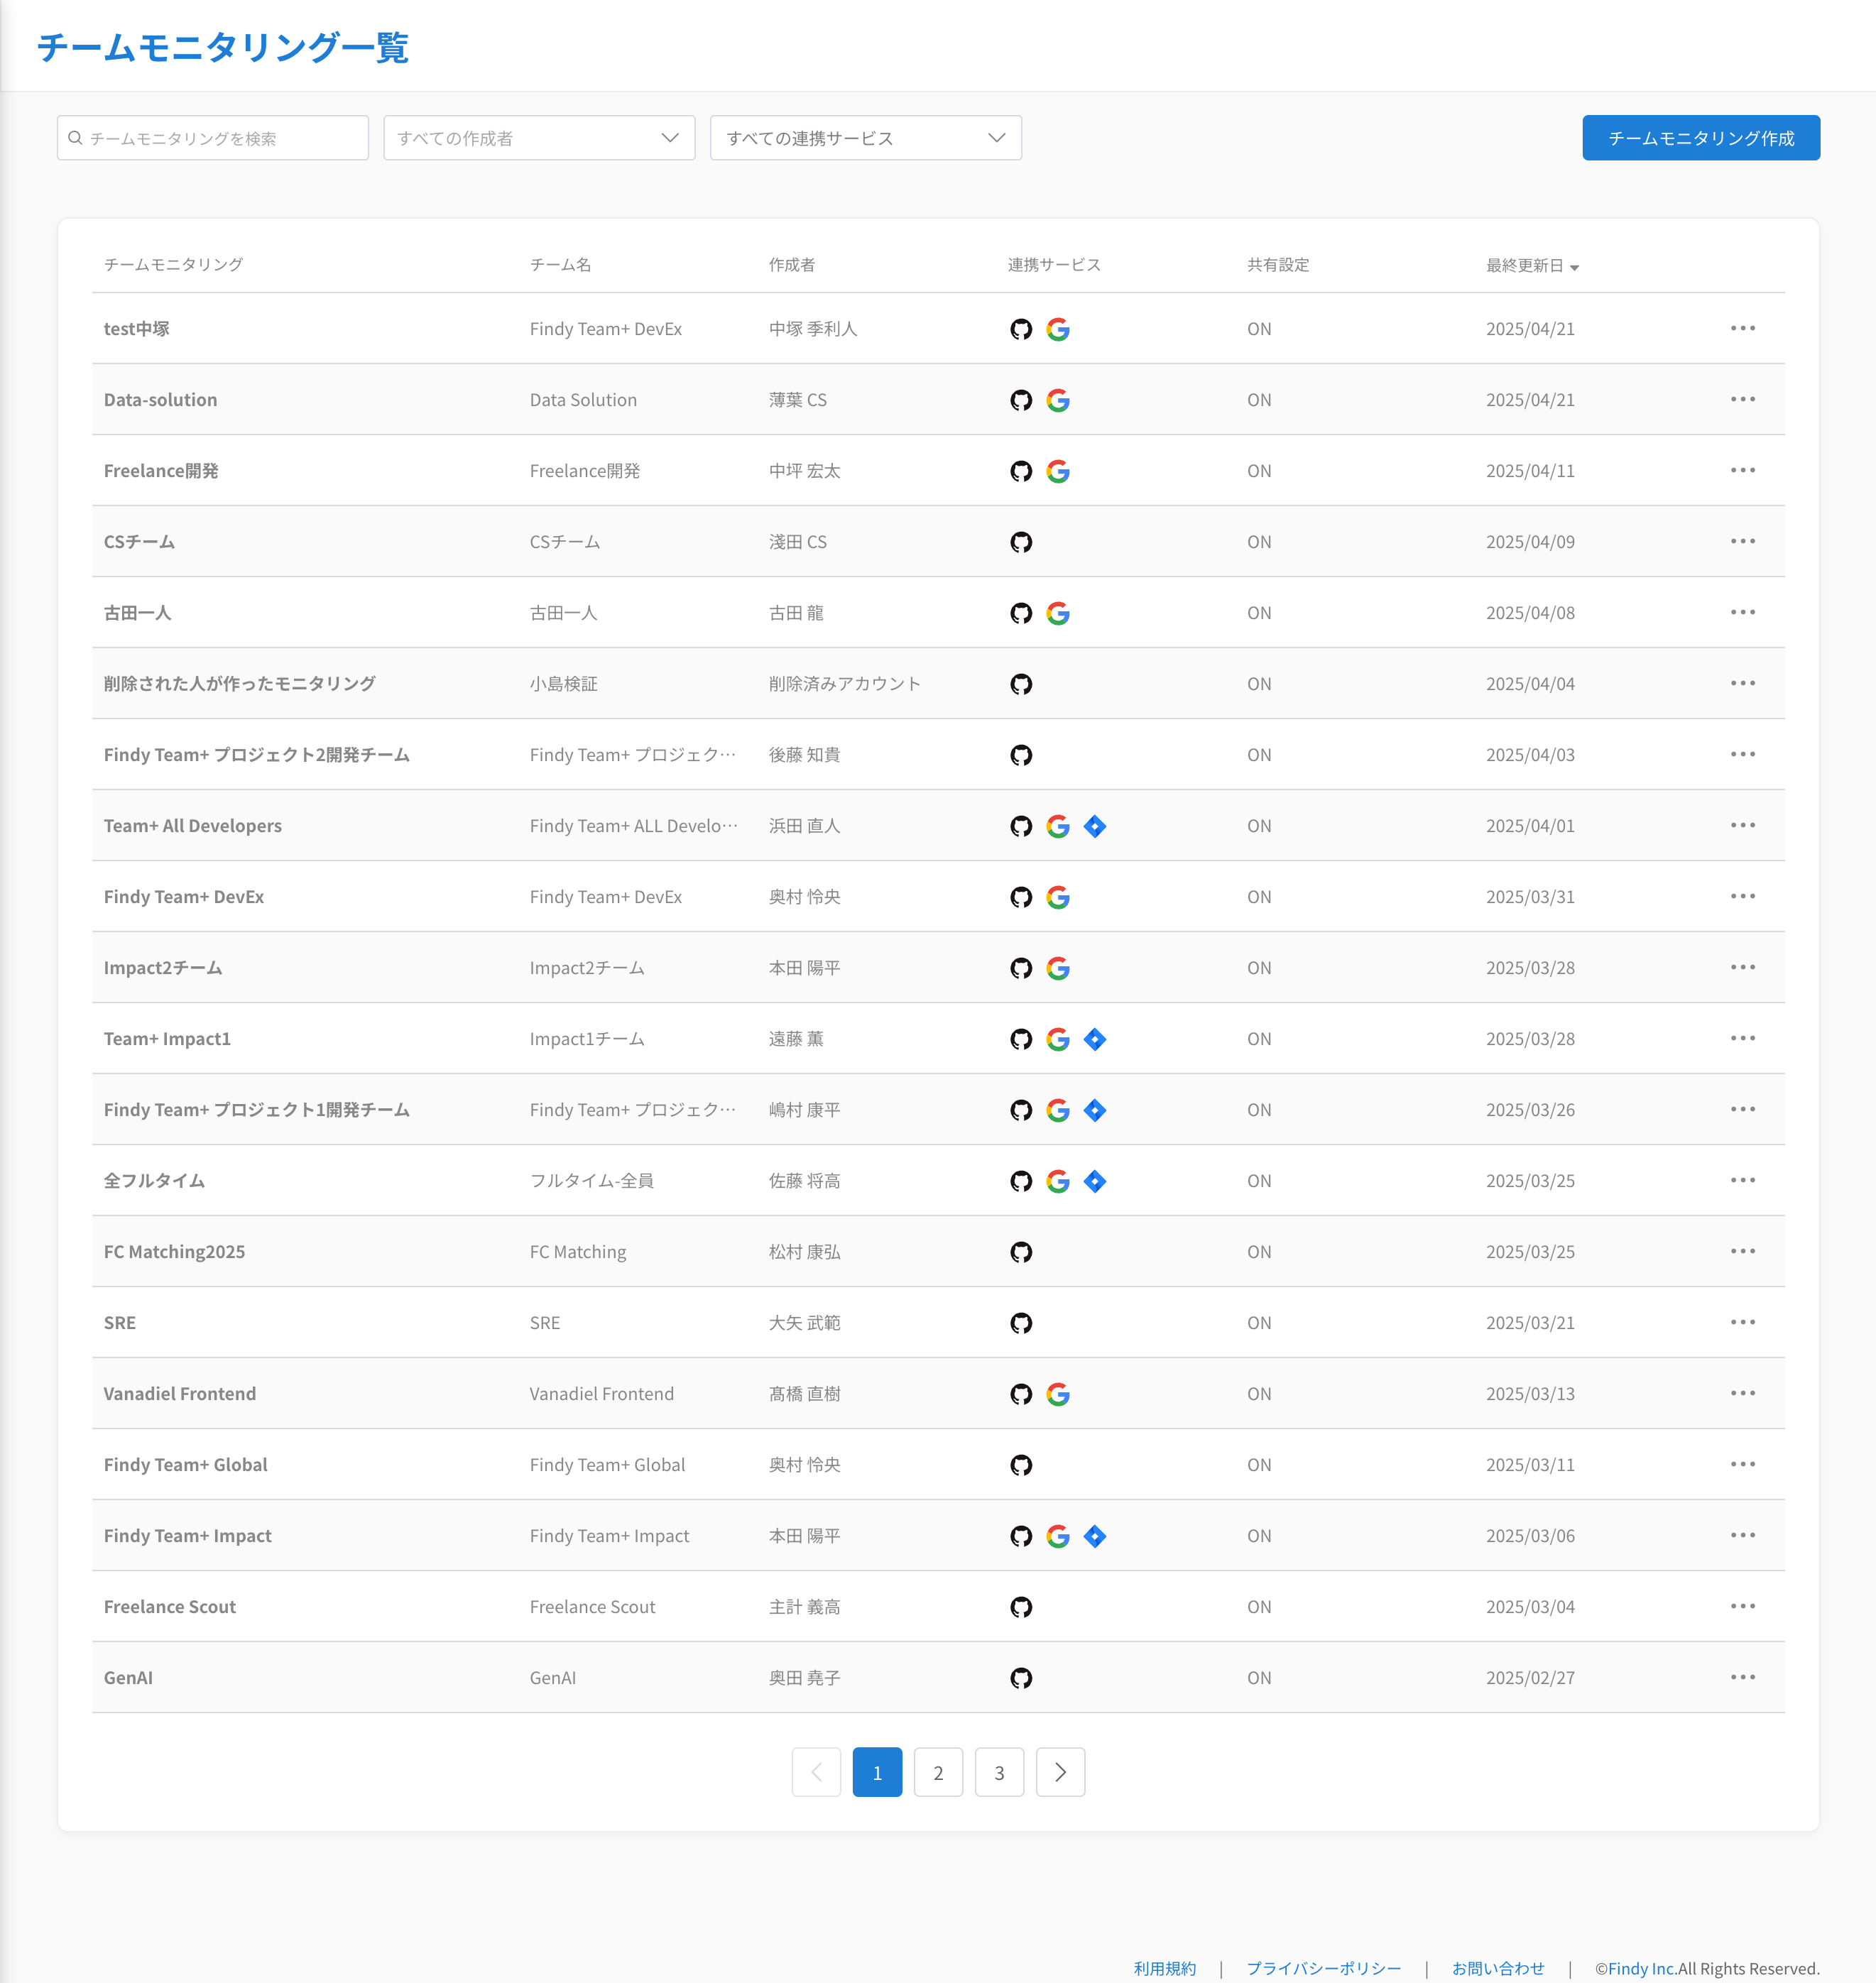 チームモニタリング一覧
チームモニタリングを検索 すべての作成者 すべての連携サービス チームモニタリング作成
チームモニタリング チーム名 作成者 連携サービス 共有設定 最終更新日
test中塚 Findy Team+ DevEx 中塚 季利人 ON 2025/04/21
Data-solution Data Solution 薄葉 CS ON 2025/04/21
Freelance開発 Freelance開発 中坪 宏太 ON 2025/04/11
CSチーム CSチーム 淺田 CS ON 2025/04/09
古田一人 古田一人 古田 龍 ON 2025/04/08
削除された人が作ったモニタリング 小島検証 削除済みアカウント ON 2025/04/04
Findy Team+ プロジェクト2開発チーム Findy Team+ プロジェク… 後藤 知貴 ON 2025/04/03
Team+ All Developers Findy Team+ ALL Develo… 浜田 直人 ON 2025/04/01
Findy Team+ DevEx Findy Team+ DevEx 奥村 怜央 ON 2025/03/31
Impact2チーム Impact2チーム 本田 陽平 ON 2025/03/28
Team+ Impact1 Impact1チーム 遠藤 薫 ON 2025/03/28
Findy Team+ プロジェクト1開発チーム Findy Team+ プロジェク… 嶋村 康平 ON 2025/03/26
全フルタイム フルタイム-全員 佐藤 将高 ON 2025/03/25
FC Matching2025 FC Matching 松村 康弘 ON 2025/03/25
SRE SRE 大矢 武範 ON 2025/03/21
Vanadiel Frontend Vanadiel Frontend 髙橋 直樹 ON 2025/03/13
Findy Team+ Global Findy Team+ Global 奥村 怜央 ON 2025/03/11
Findy Team+ Impact Findy Team+ Impact 本田 陽平 ON 2025/03/06
Freelance Scout Freelance Scout 主計 義高 ON 2025/03/04
GenAI GenAI 奥田 堯子 ON 2025/02/27
1 2 3
利用規約 | プライバシーポリシー | お問い合わせ | ©Findy Inc.All Rights Reserved.